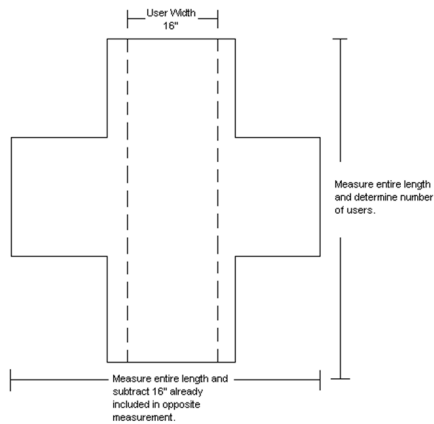 User Width
16"
Measure entire length
and determine number
of users.
Measure entire length and
subtract 16" already
included in opposite
measurement.